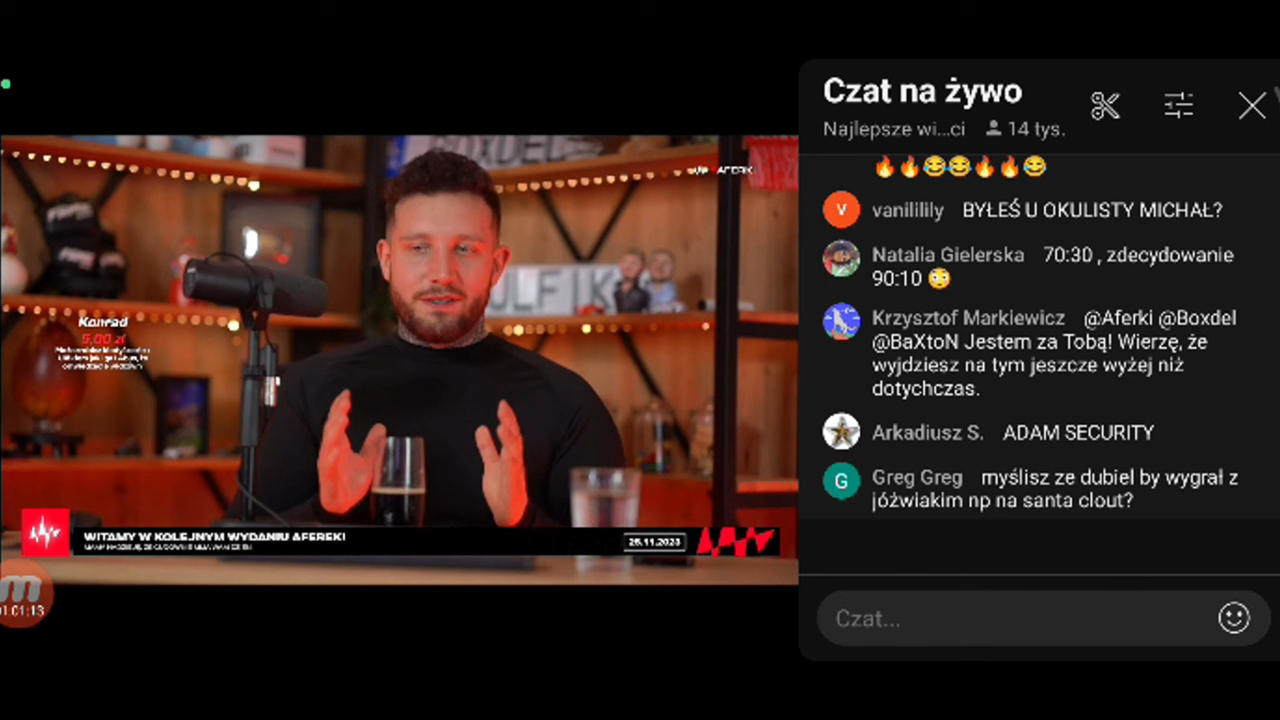 Czat na żywo
Najlepsze wi...ci 14 tys.
🔥🔥😂😂🔥🔥😂
V vanililily BYŁEŚ U OKULISTY MICHAŁ?
Natalia Gielerska 70:30 , zdecydowanie
90:10 😳
Krzysztof Markiewicz @Aferki @Boxdel
@BaXtoN Jestem za Tobą! Wierzę, że
wyjdziesz na tym jeszcze wyżej niż
dotychczas.
Arkadiusz S. ADAM SECURITY
G Greg Greg myślisz ze dubiel by wygrał z
jóźwiakim np na santa clout?
Czat...
BOXDEL
Konrad
5,00 zł
WITAMY W KOLEJNYM WYDANIU AFEREK!
25.11.2023
01:01:13